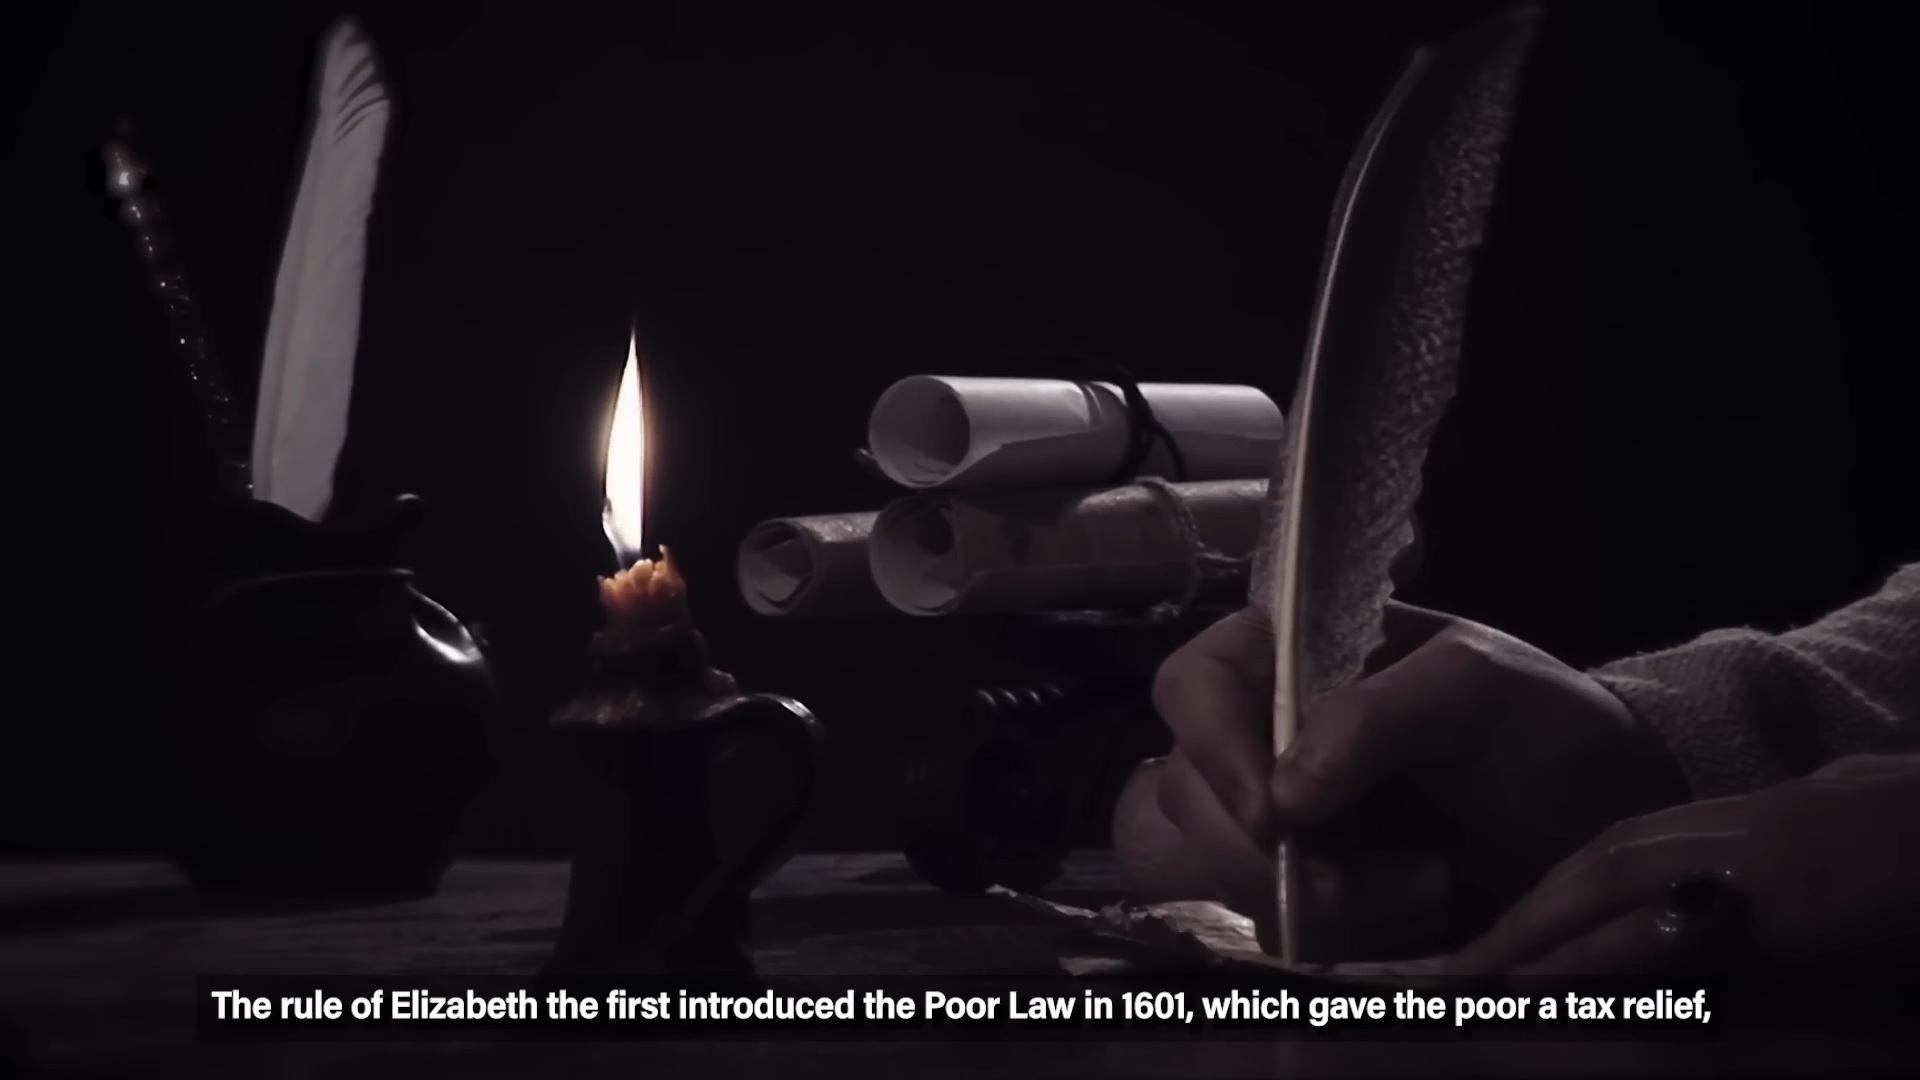 The rule of Elizabeth the first introduced the Poor Law in 1601, which gave the poor a tax relief,